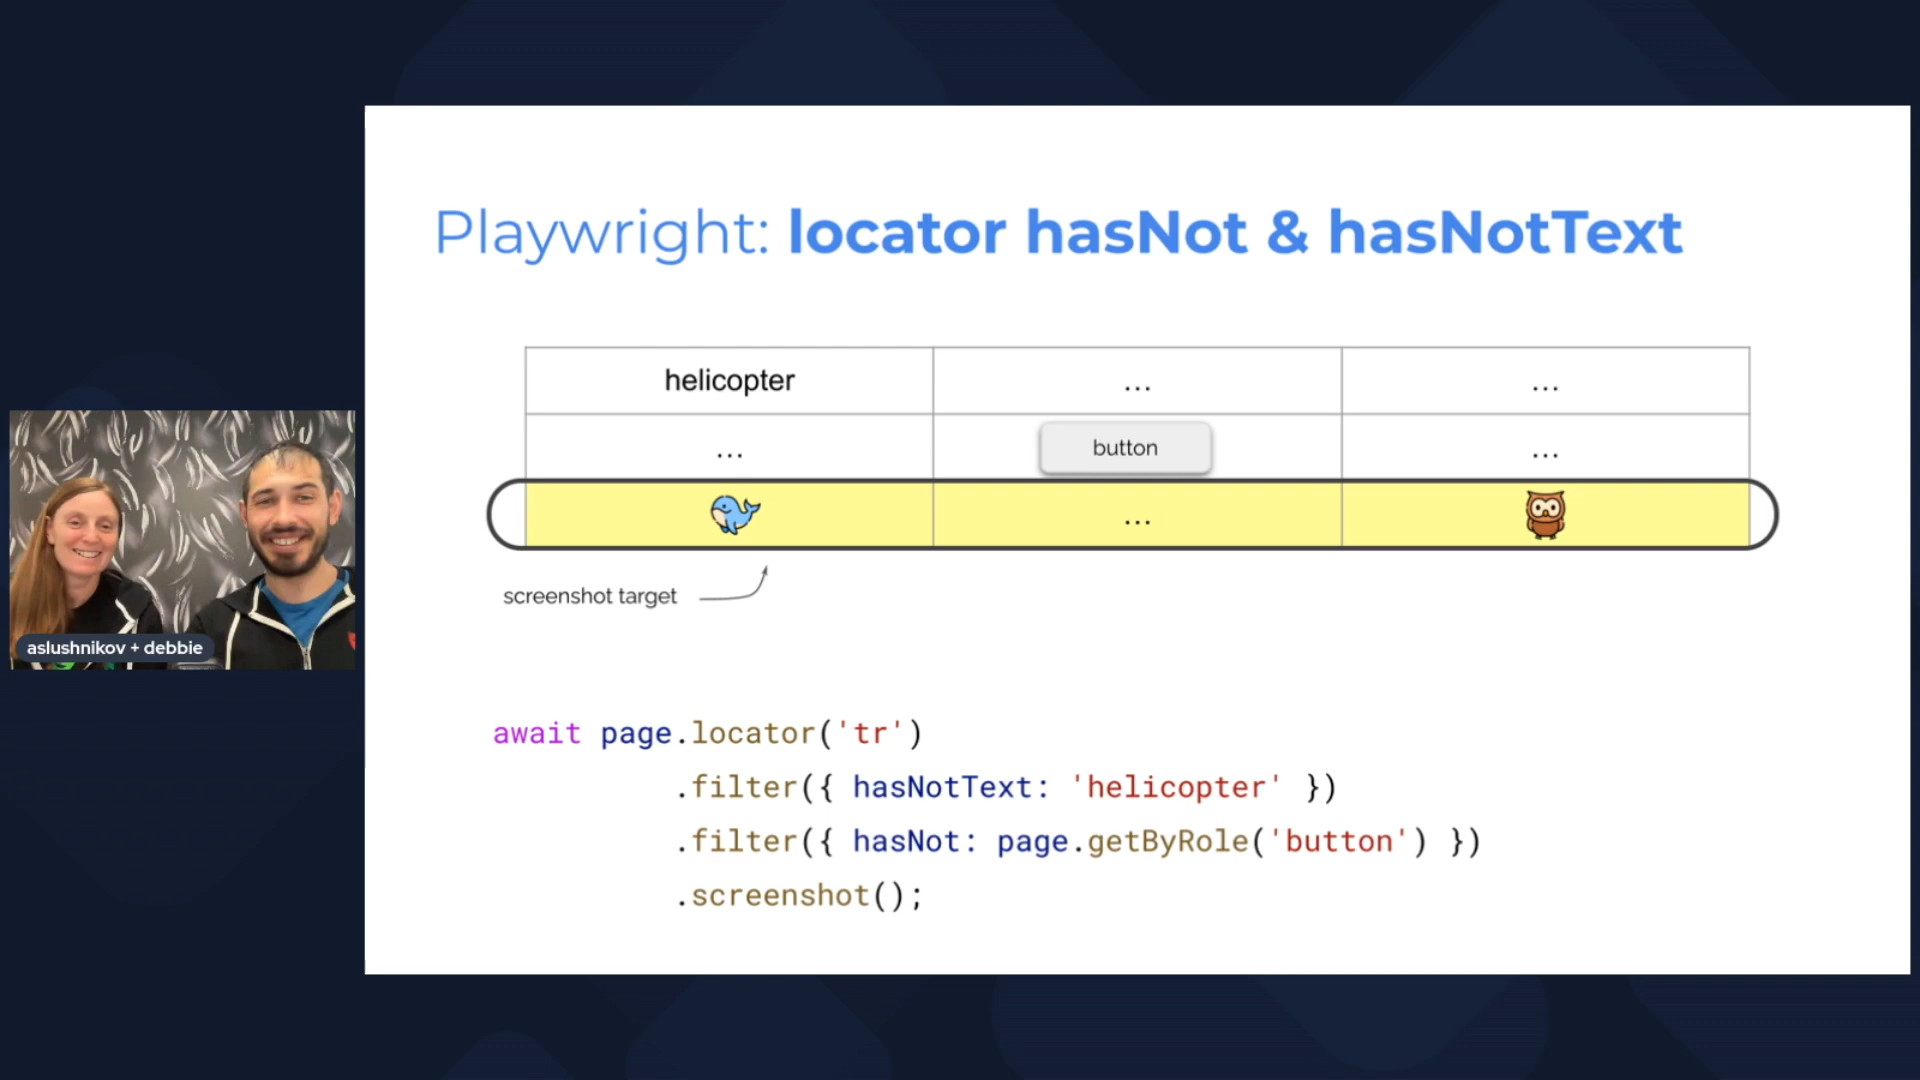 Playwright: locator hasNot & hasNotText
helicopter ... ...
... button ...
...
screenshot target
aslushnikov + debbie
await page.locator('tr')
.filter({ hasNotText: 'helicopter' })
.filter({ hasNot: page.getByRole('button') })
.screenshot();